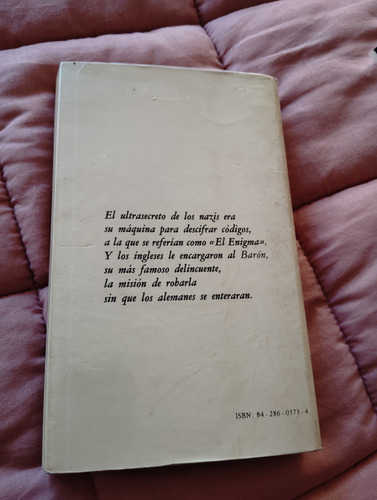 El ultrasecreto de los nazis era
su máquina para descifrar códigos,
a la que se referían como «El Enigma».
Y los ingleses le encargaron al Barón,
su más famoso delincuente,
la misión de robarla
sin que los alemanes se enteraran.
ISBN: 84 - 286 - 0573 - 4